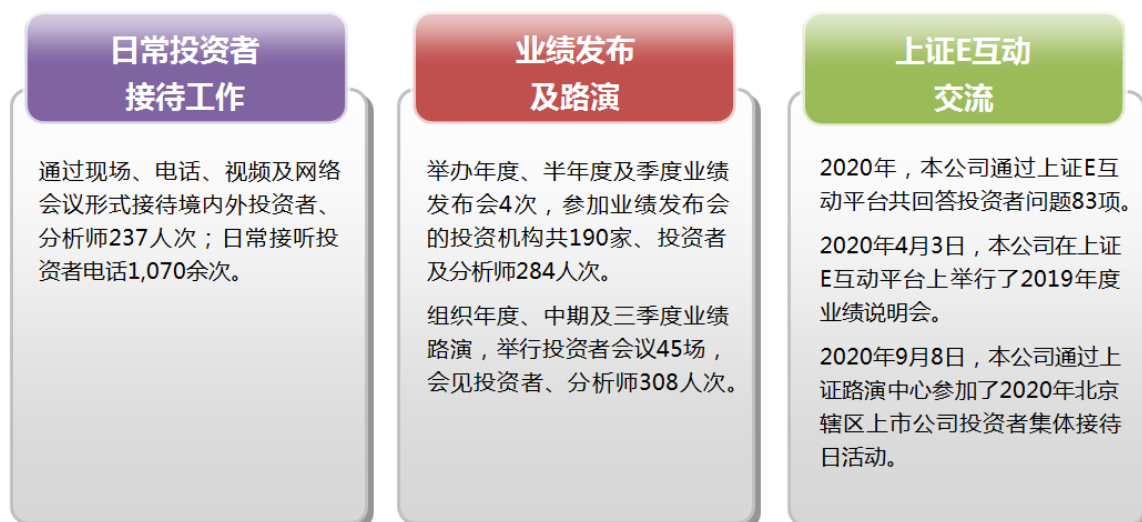 日常投资者
接待工作
通过现场、电话、视频及网络
会议形式接待境内外投资者、
分析师237人次；日常接听投
资者电话1,070余次。
业绩发布
及路演
举办年度、半年度及季度业绩
发布会4次，参加业绩发布会
的投资机构共190家、投资者
及分析师284人次。
组织年度、中期及三季度业绩
路演，举行投资者会议45场，
会见投资者、分析师308人次。
上证E互动
交流
2020年，本公司通过上证E互
动平台共回答投资者问题83项。
2020年4月3日，本公司在上证
E互动平台上举行了2019年度
业绩说明会。
2020年9月8日，本公司通过上
证路演中心参加了2020年北京
辖区上市公司投资者集体接待
日活动。